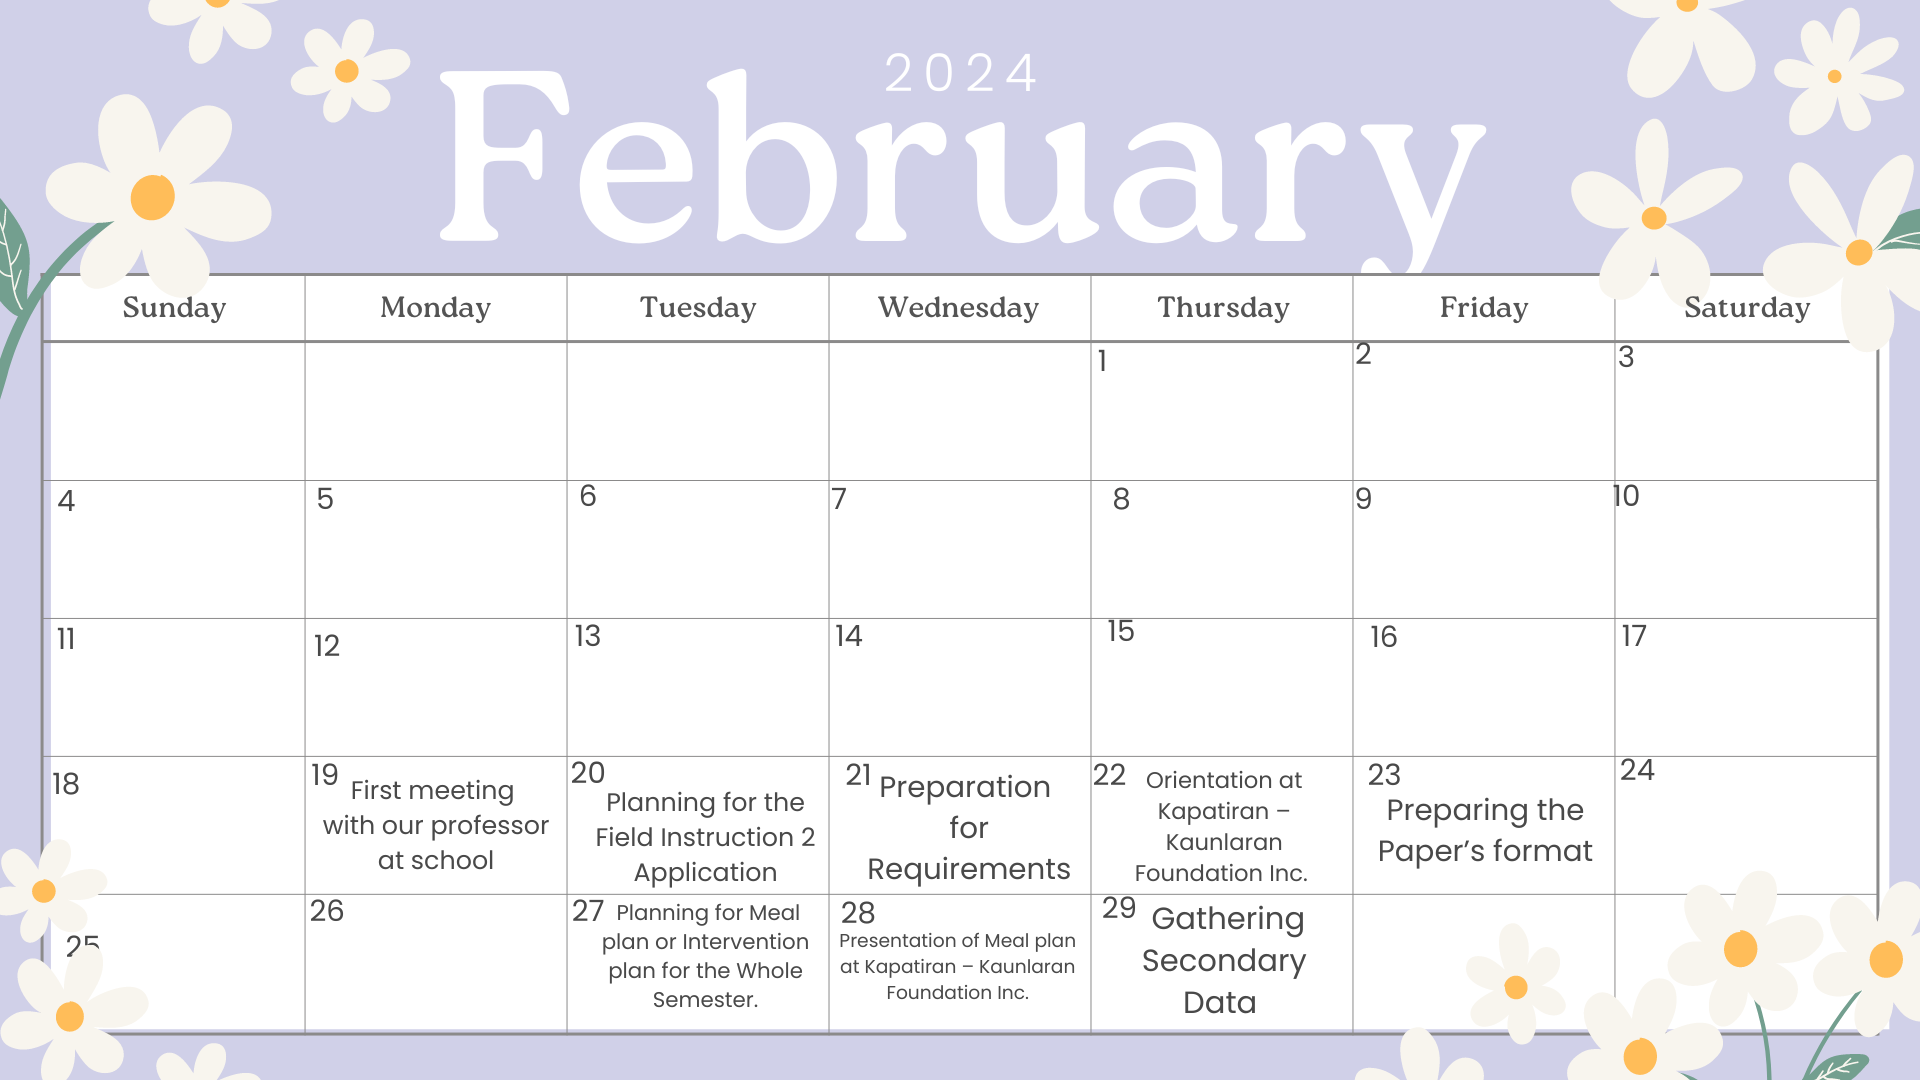 2024
February
Sunday Monday Tuesday Wednesday Thursday Friday Saturday
1 2 3
4 5 6 7 8 9 10
11 12 13 14 15 16 17
18
19 First meeting
with our professor
at school
20
Planning for the
Field Instruction 2
Application
21 Preparation
for
Requirements
22 Orientation at
Kapatiran –
Kaunlaran
Foundation Inc.
23
Preparing the
Paper’s format
24
25
26
27 Planning for Meal
plan or Intervention
plan for the Whole
Semester.
28
Presentation of Meal plan
at Kapatiran – Kaunlaran
Foundation Inc.
29 Gathering
Secondary
Data